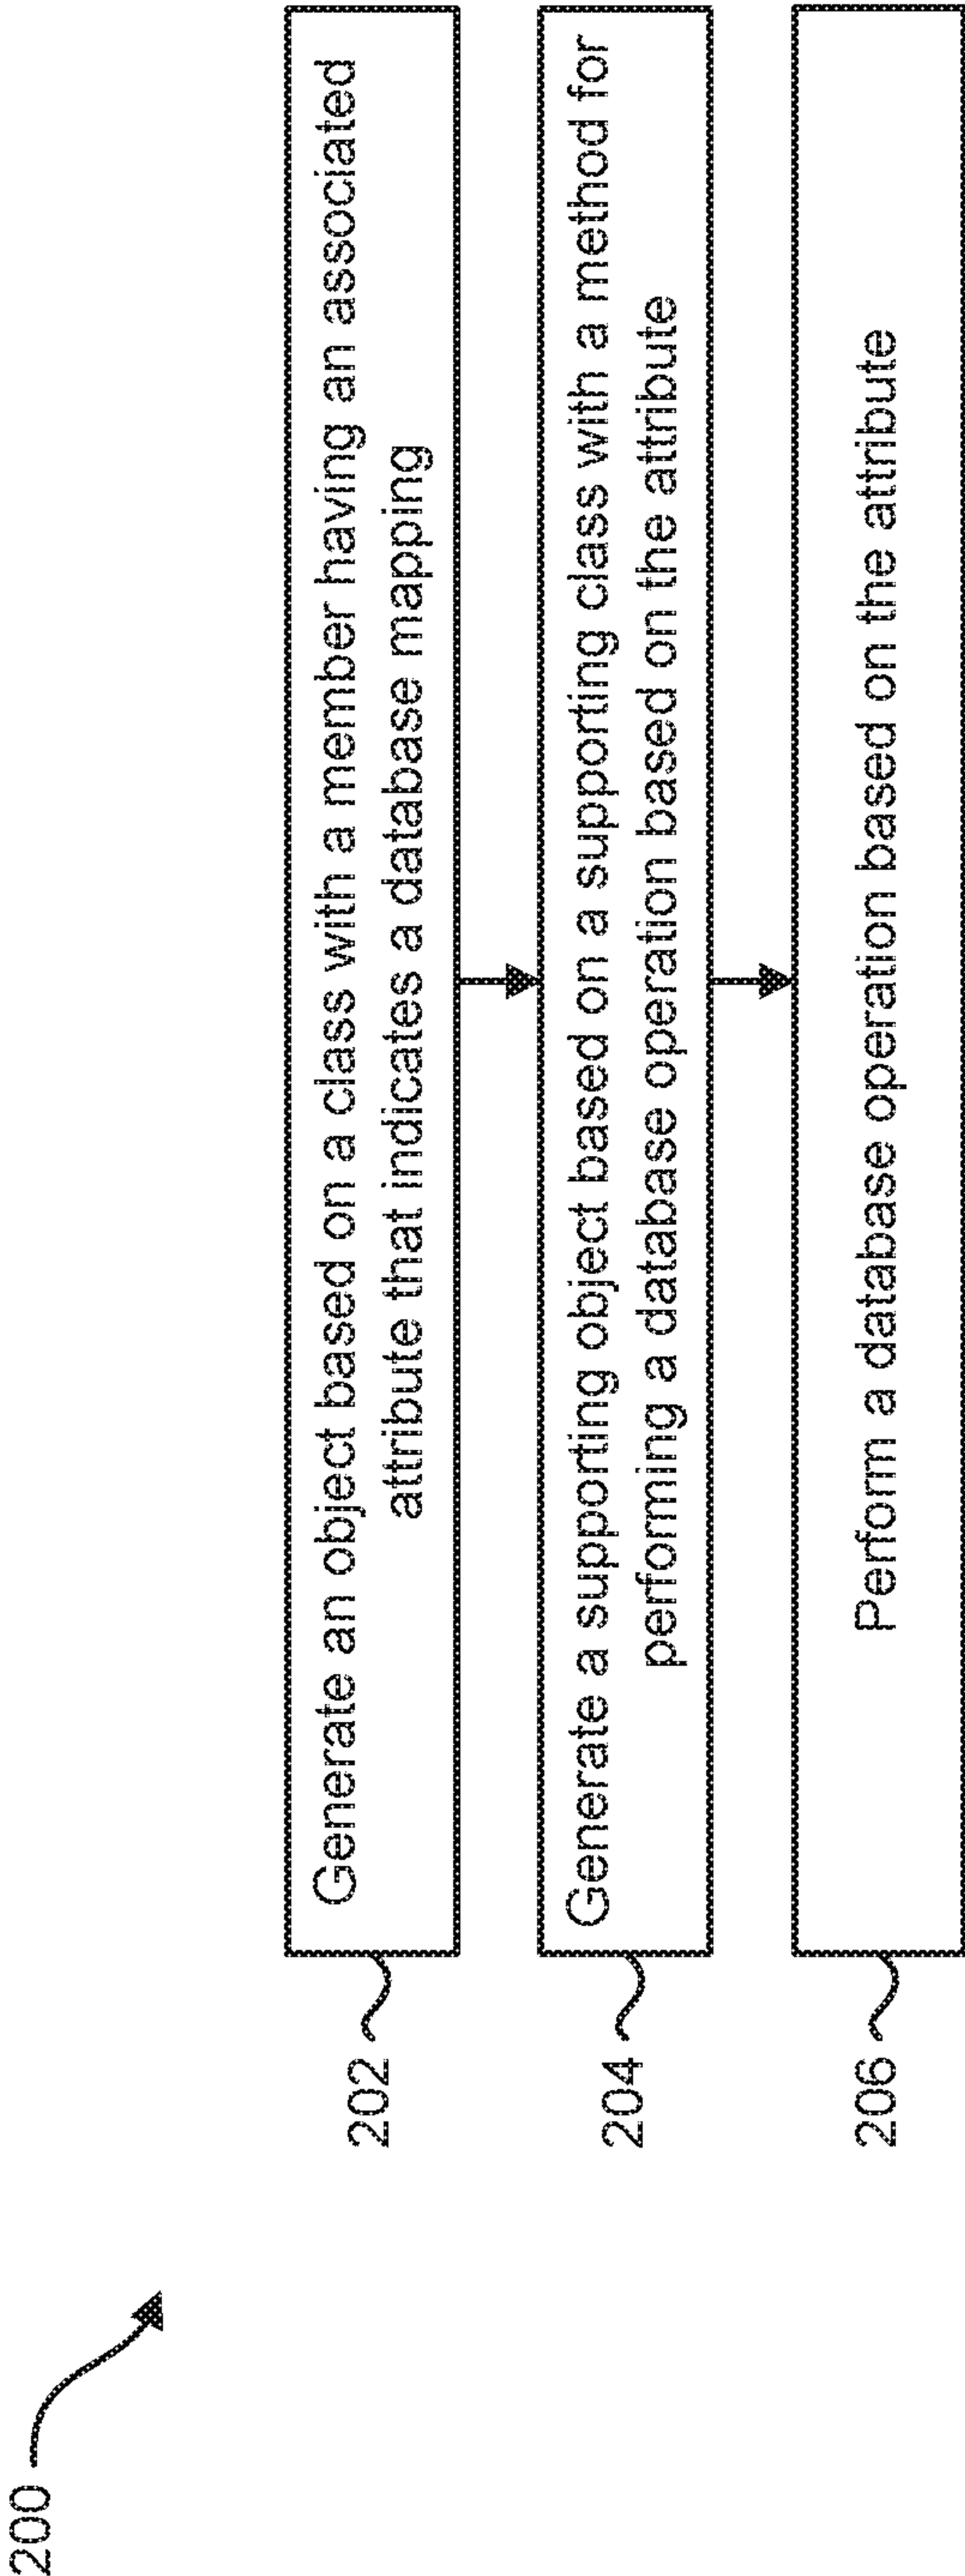 200
202
Generate an object based on a class with a member having an associated
attribute that indicates a database mapping
204
Generate a supporting object based on a supporting class with a method for
performing a database operation based on the attribute
206
Perform a database operation based on the attribute